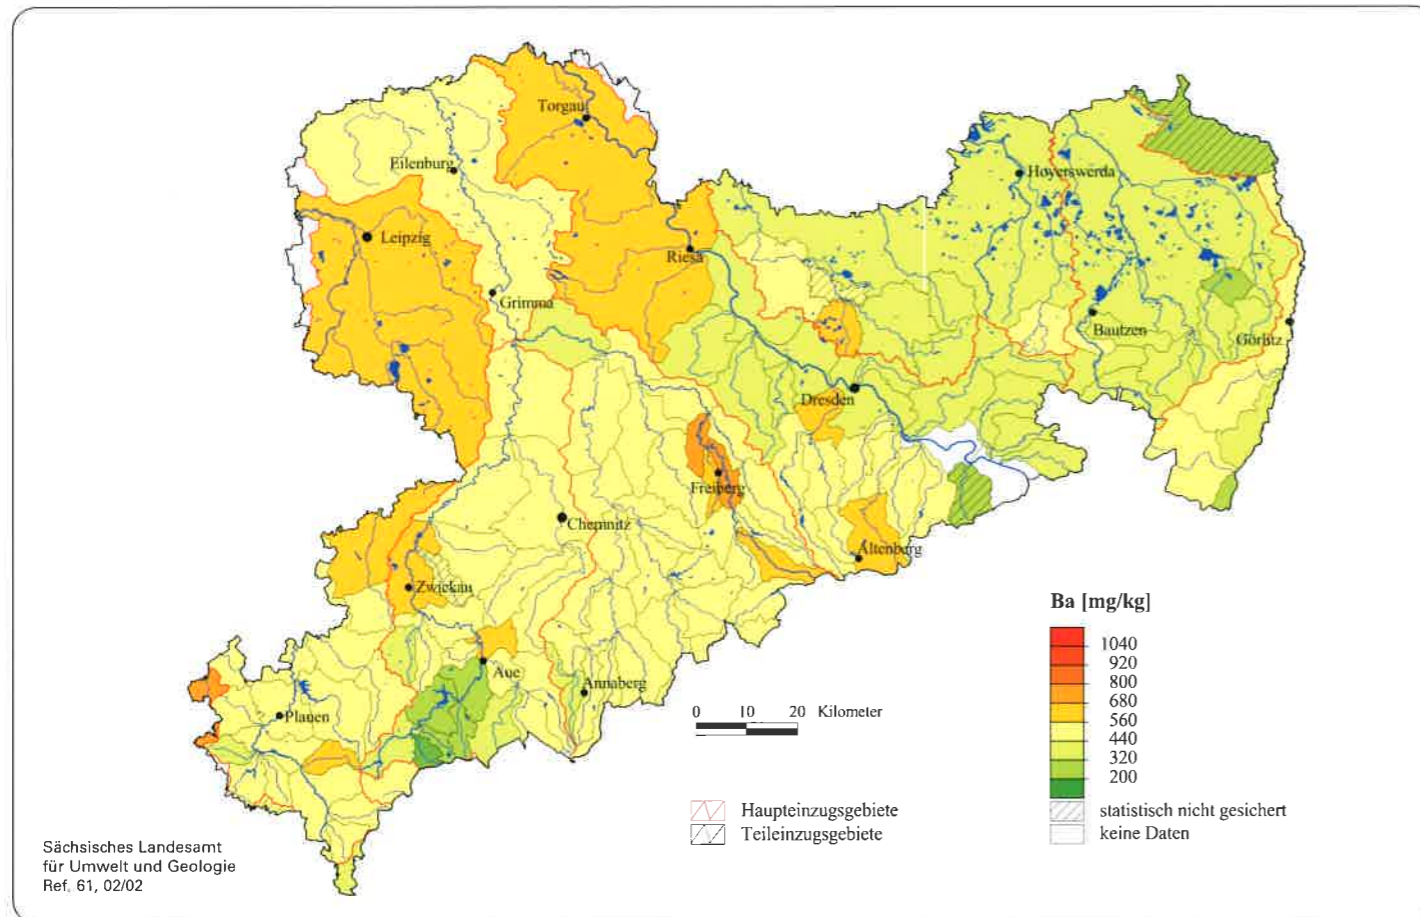 Torgau
Eilenburg
Hoyerswerda
Leipzig
Riesa
Grimma
Bautzen
Görlitz
Dresden
Freiberg
Chemnitz
Altenberg
Zwickau
Aue
Annaberg
Plauen
Ba [mg/kg]
1040
920
800
680
560
440
320
200
0 10 20 Kilometer
Haupteinzugsgebiete
Teileinzugsgebiete
statistisch nicht gesichert
keine Daten
Sächsisches Landesamt
für Umwelt und Geologie
Ref. 61, 02/02